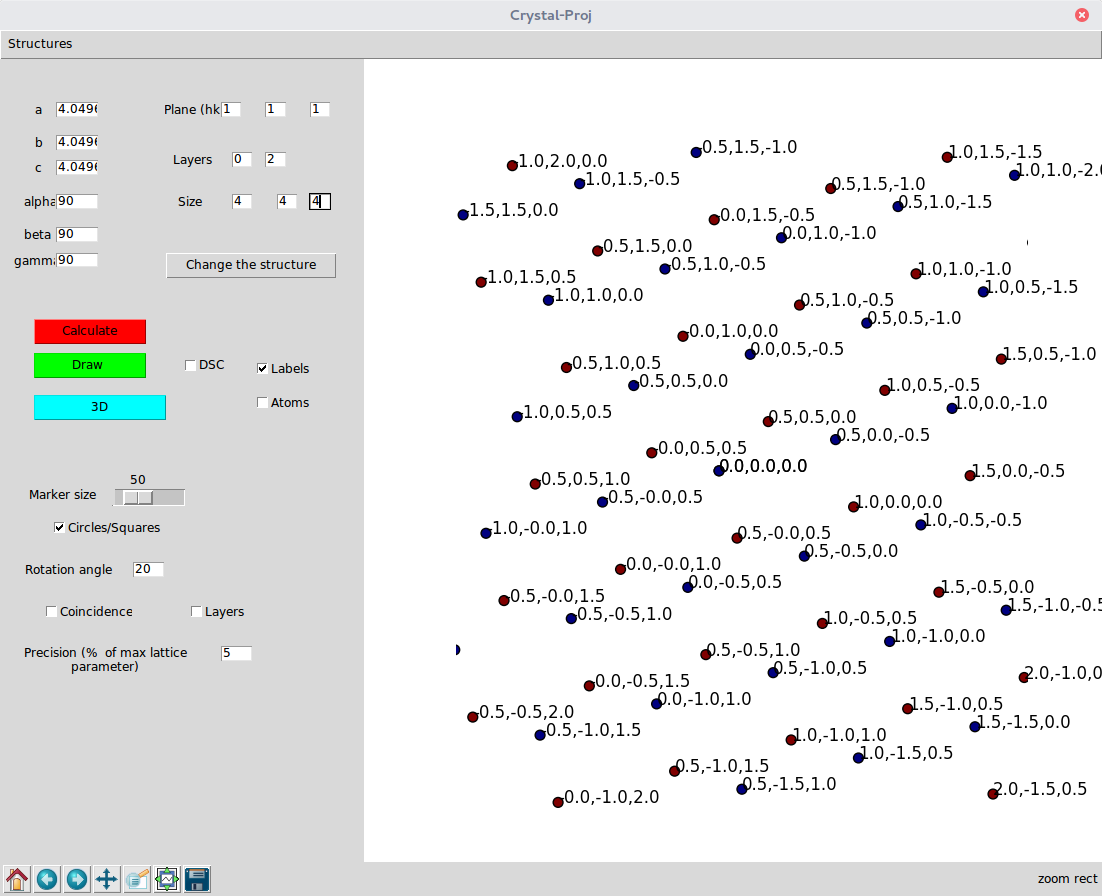 Crystal-Proj
Structures
a 4.0496 Plane (hk 1 1 1
b 4.0496
c 4.0496
Layers 0 2
alpha 90 Size 4 4 4
beta 90
gamma 90
Change the structure
Calculate
Draw
DSC
Labels
3D
Atoms
50
Marker size
Circles/Squares
Rotation angle 20
Coincidence
Layers
Precision (% of max lattice
parameter)
5
-0.5,1.5,-1.0
1.0,1.5,-1.5
-1.0,2.0,0.0
1.0,1.0,-2.0
-1.0,1.5,-0.5
0.5,1.5,-1.0
0.5,1.0,-1.5
-1.5,1.5,0.0
-0.0,1.5,-0.5
0.0,1.0,-1.0
-0.5,1.5,0.0
-0.5,1.0,-0.5
1.0,1.0,-1.0
-1.0,1.5,0.5
1.0,0.5,-1.5
-1.0,1.0,0.0
0.5,1.0,-0.5
0.5,0.5,-1.0
-0.0,1.0,0.0
0.0,0.5,-0.5
1.5,0.5,-1.0
-0.5,1.0,0.5
-0.5,0.5,0.0
1.0,0.5,-0.5
1.0,0.0,-1.0
-1.0,0.5,0.5
0.5,0.5,0.0
0.5,0.0,-0.5
-0.0,0.5,0.5
0.0,0.0,0.0
1.5,0.0,-0.5
-0.5,0.5,1.0
-0.5,-0.0,0.5
1.0,0.0,0.0
1.0,-0.5,-0.5
-1.0,-0.0,1.0
0.5,-0.0,0.5
0.5,-0.5,0.0
-0.0,-0.0,1.0
0.0,-0.5,0.5
1.5,-0.5,0.0
-0.5,-0.0,1.5
1.5,-1.0,-0.5
-0.5,-0.5,1.0
1.0,-0.5,0.5
1.0,-1.0,0.0
0.5,-0.5,1.0
0.5,-1.0,0.5
2.0,-1.0,0
-0.0,-0.5,1.5
0.0,-1.0,1.0
1.5,-1.0,0.5
-0.5,-0.5,2.0
1.5,-1.5,0.0
-0.5,-1.0,1.5
1.0,-1.0,1.0
1.0,-1.5,0.5
0.5,-1.0,1.5
0.5,-1.5,1.0
2.0,-1.5,0.5
-0.0,-1.0,2.0
zoom rect